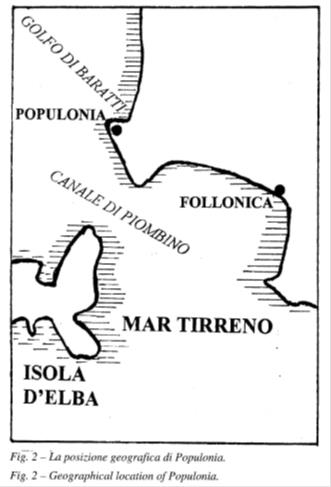 GOLFO DI BARATTI
POPULONIA
CANALE DI PIOMBINO
FOLLONICA
MAR TIRRENO
ISOLA
D'ELBA
Fig. 2 – La posizione geografica di Populonia.
Fig. 2 – Geographical location of Populonia.